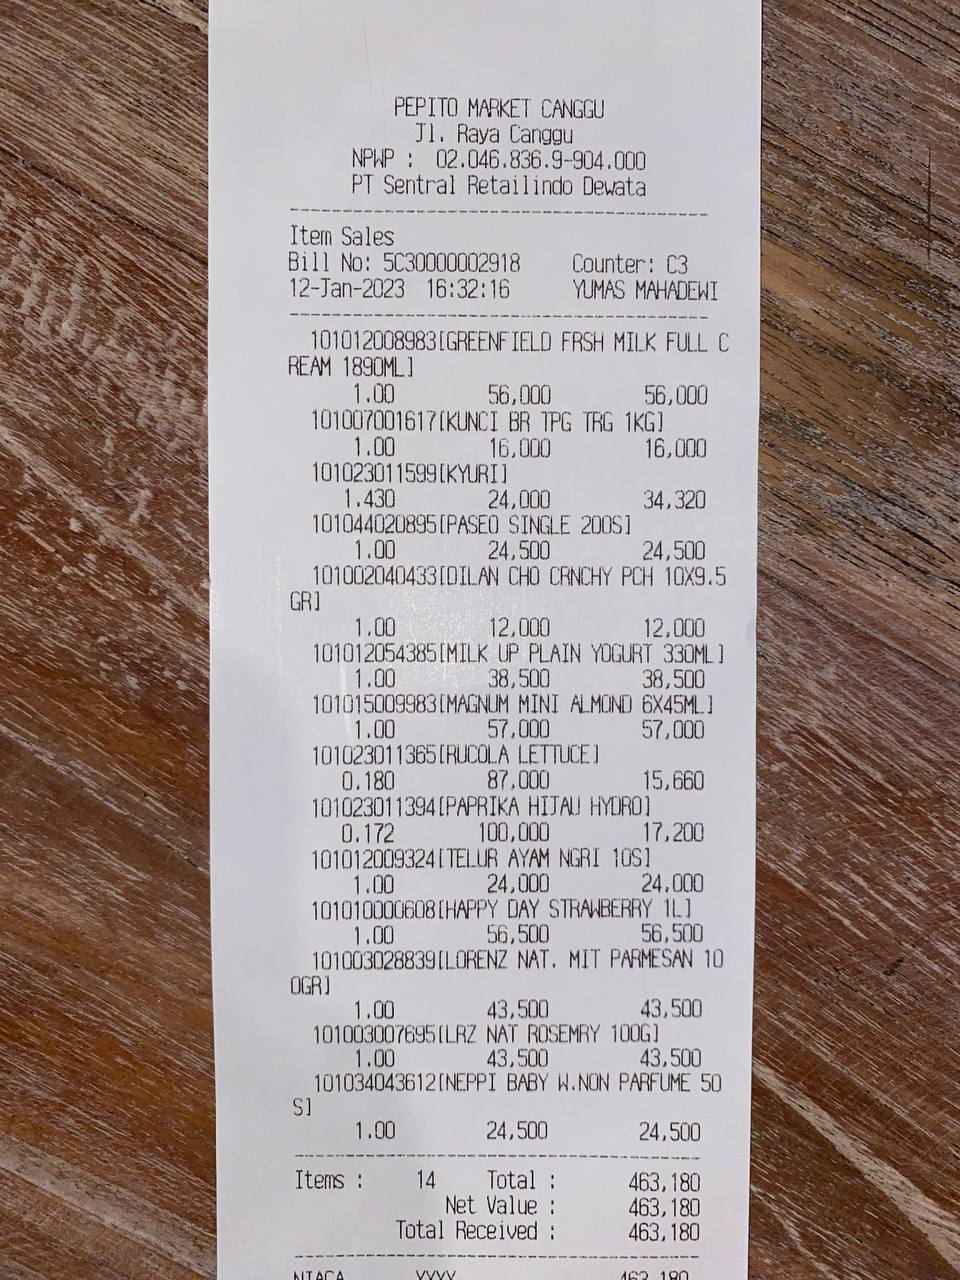 PEPITO MARKET CANGGU
Jl. Raya Canggu
NPWP : 02.046.836.9-904.000
PT Sentral Retailindo Dewata
Item Sales
Bill No: 5C30000002918 Counter: C3
12-Jan-2023 16:32:16 YUMAS MAHADEWI
101012008983[GREENFIELD FRSH MILK FULL C
REAM 1890ML]
1.00 56,000 56,000
101007001617[KUNCI BR TPG TRG 1KG]
1.00 16,000 16,000
101023011599[KYURI]
1.430 24,000 34,320
101044020895[PASEO SINGLE 200S]
1.00 24,500 24,500
101002040433[DILAN CHO CRNCHY PCH 10X9.5
GR]
1.00 12,000 12,000
101012054385[MILK UP PLAIN YOGURT 330ML]
1.00 38,500 38,500
101015009983[MAGNUM MINI ALMOND 6X45ML]
1.00 57,000 57,000
101023011365[RUCOLA LETTUCE]
0.180 87,000 15,660
101023011394[PAPRIKA HIJAU HYDRO]
0.172 100,000 17,200
101012009324[TELUR AYAM NGRI 10S]
1.00 24,000 24,000
101010000608[HAPPY DAY STRAWBERRY 1L]
1.00 56,500 56,500
101003028839[LORENZ NAT. MIT PARMESAN 10
0GR]
1.00 43,500 43,500
101003007695[LRZ NAT ROSEMRY 100G]
1.00 43,500 43,500
101034043612[NEPPI BABY W.NON PARFUME 50
S]
1.00 24,500 24,500
Items : 14 Total : 463,180
Net Value : 463,180
Total Received : 463,180
463,180